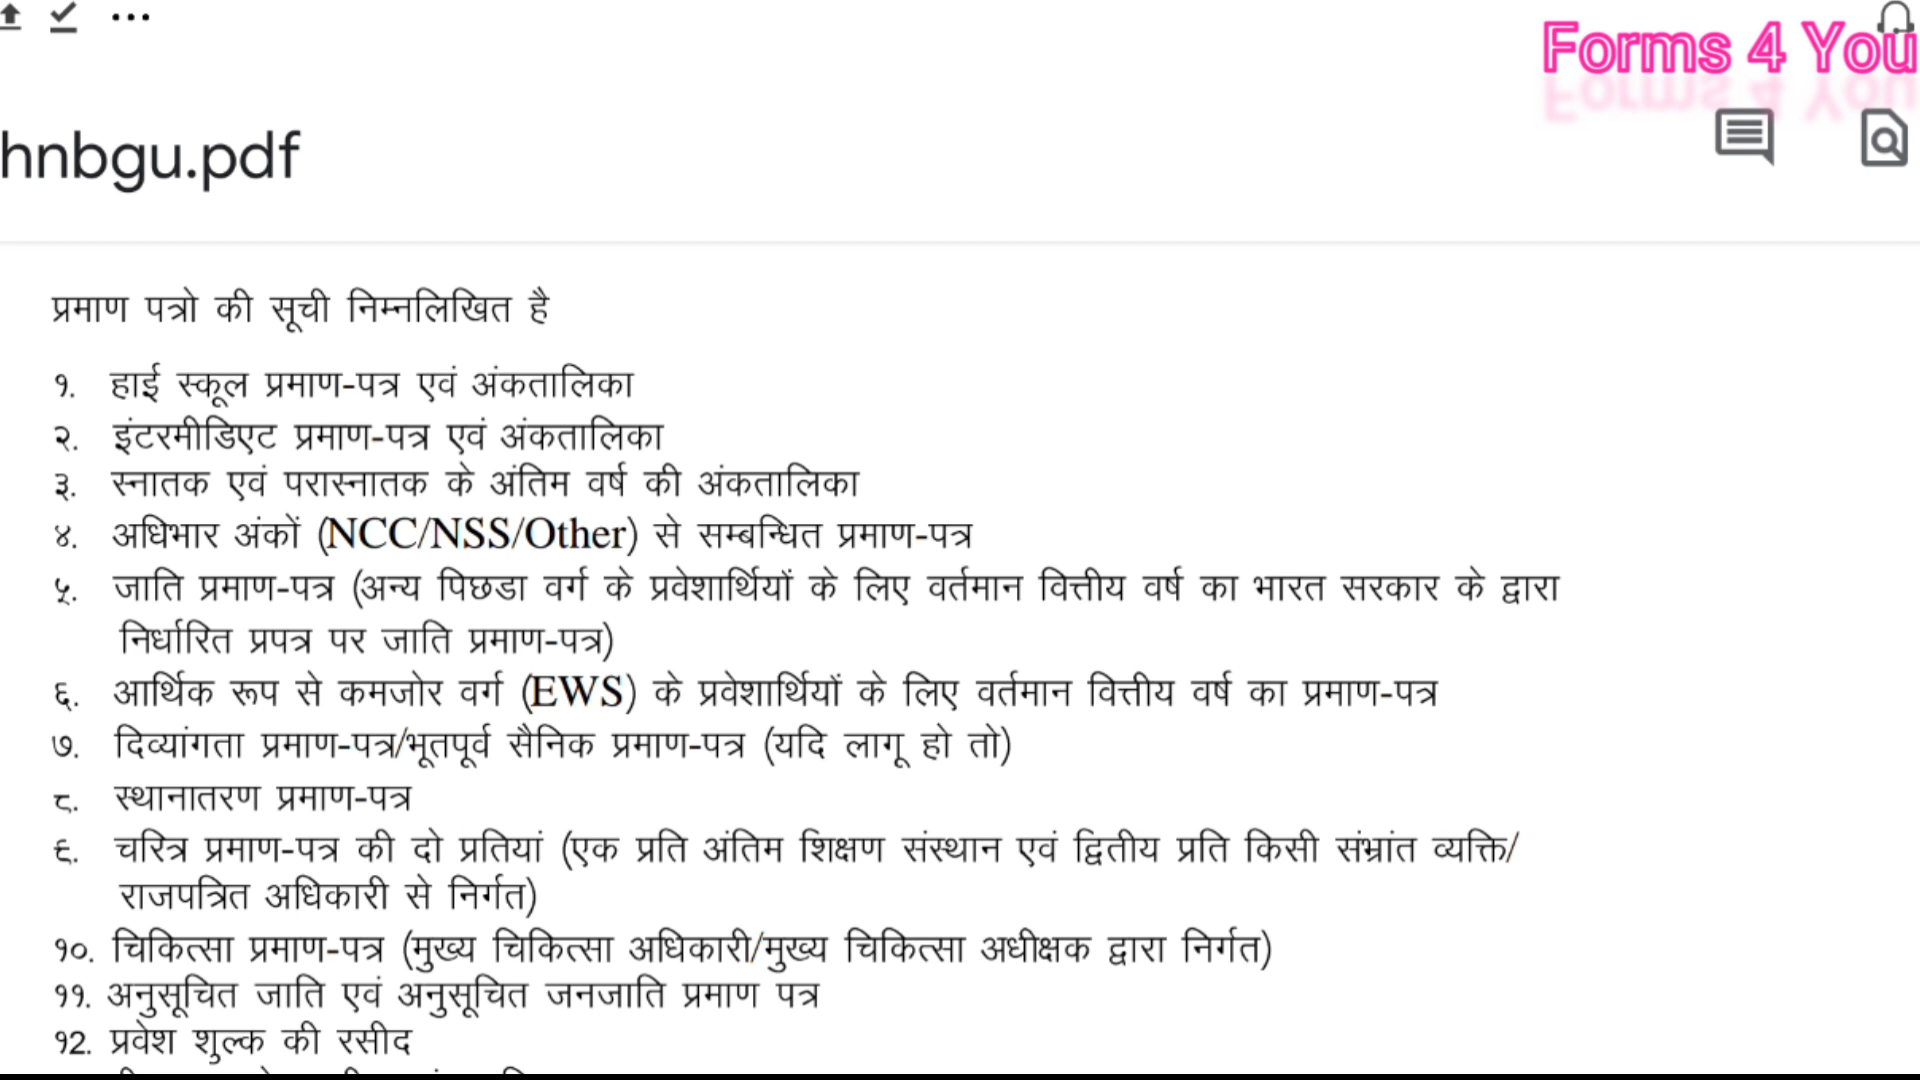 Forms 4 You
hnbgu.pdf
प्रमाण पत्रो की सूची निम्नलिखित है
१. हाई स्कूल प्रमाण-पत्र एवं अंकतालिका
२. इंटरमीडिएट प्रमाण-पत्र एवं अंकतालिका
३. स्नातक एवं परास्नातक के अंतिम वर्ष की अंकतालिका
४. अधिभार अंकों (NCC/NSS/Other) से सम्बन्धित प्रमाण-पत्र
५. जाति प्रमाण-पत्र (अन्य पिछडा वर्ग के प्रवेशार्थियों के लिए वर्तमान वित्तीय वर्ष का भारत सरकार के द्वारा
निर्धारित प्रपत्र पर जाति प्रमाण-पत्र)
६. आर्थिक रूप से कमजोर वर्ग (EWS) के प्रवेशार्थियों के लिए वर्तमान वित्तीय वर्ष का प्रमाण-पत्र
७. दिव्यांगता प्रमाण-पत्र/भूतपूर्व सैनिक प्रमाण-पत्र (यदि लागू हो तो)
८. स्थानातरण प्रमाण-पत्र
९. चरित्र प्रमाण-पत्र की दो प्रतियां (एक प्रति अंतिम शिक्षण संस्थान एवं द्वितीय प्रति किसी संभ्रांत व्यक्ति/
राजपत्रित अधिकारी से निर्गत)
१०. चिकित्सा प्रमाण-पत्र (मुख्य चिकित्सा अधिकारी/मुख्य चिकित्सा अधीक्षक द्वारा निर्गत)
११. अनुसूचित जाति एवं अनुसूचित जनजाति प्रमाण पत्र
१2. प्रवेश शुल्क की रसीद